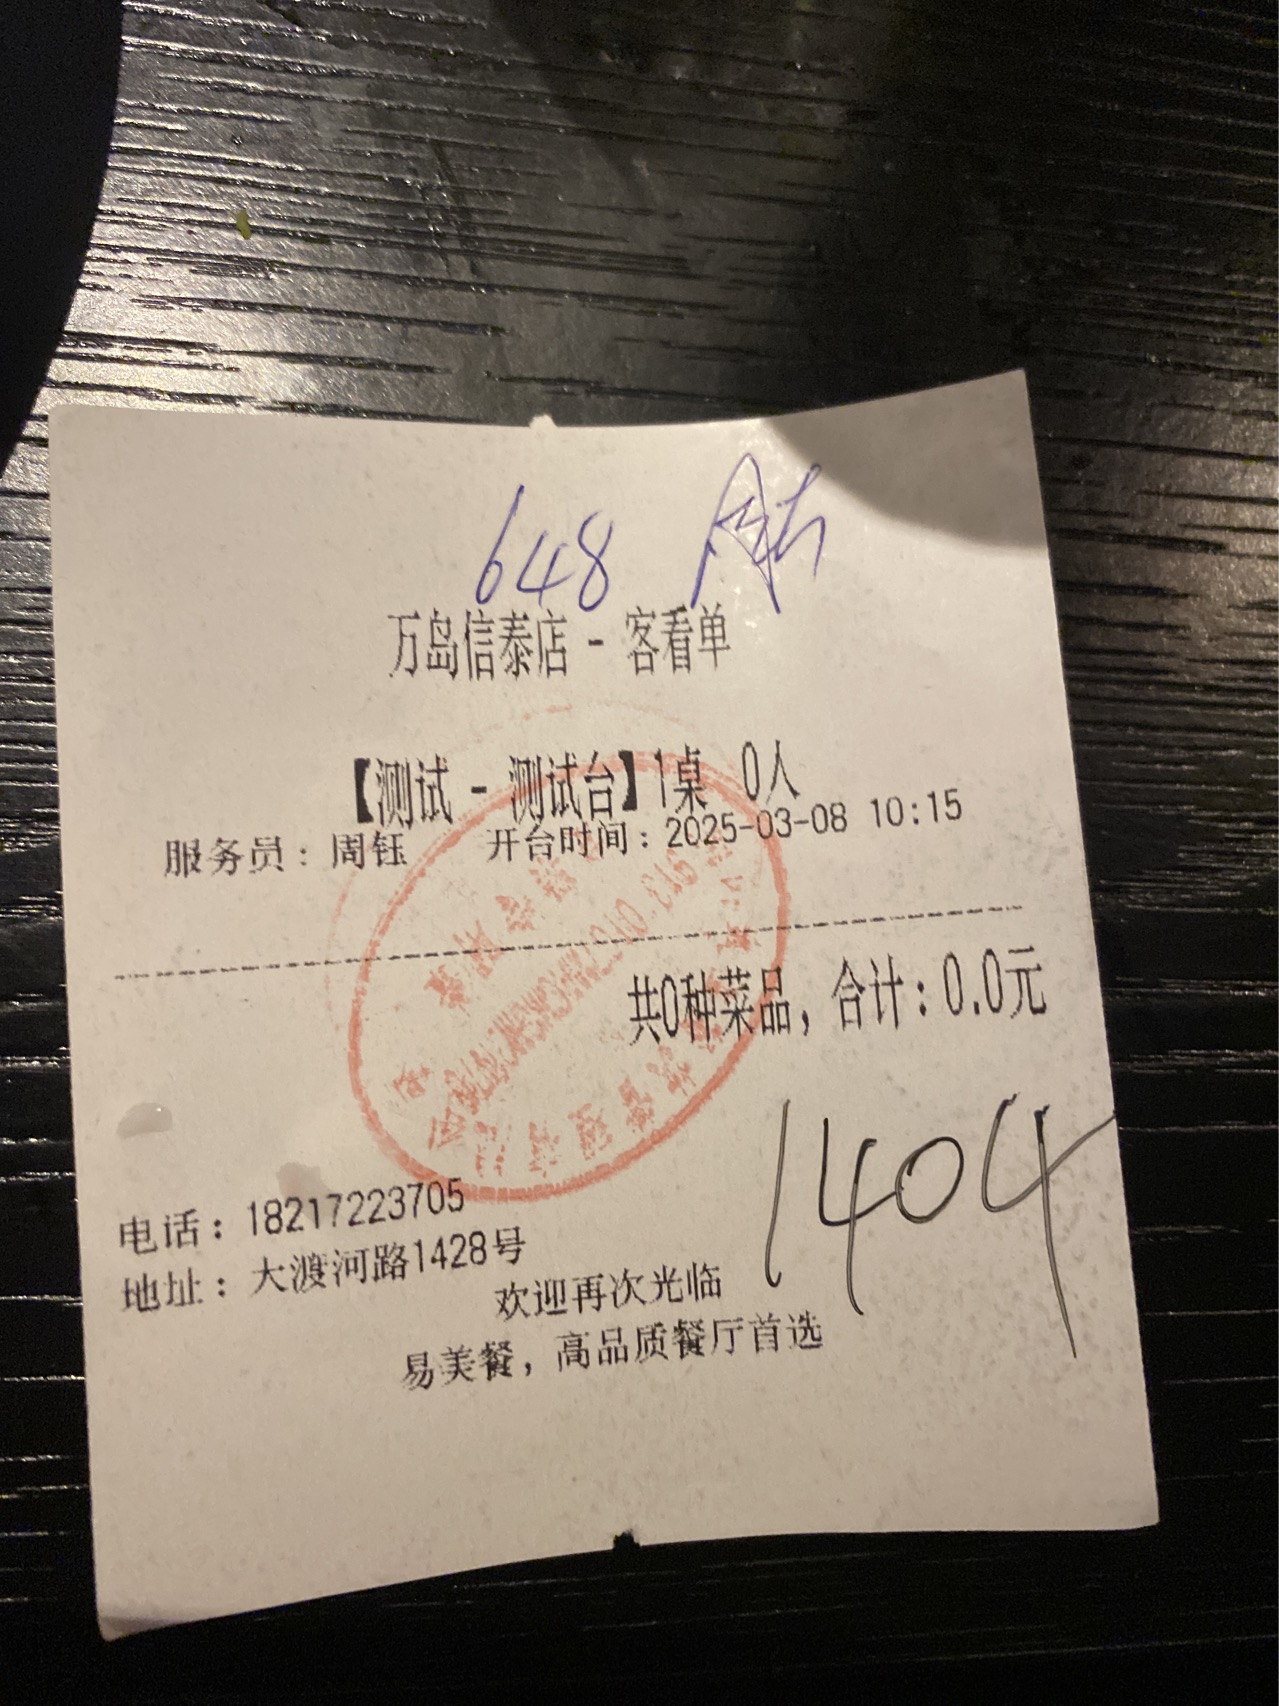 648
万岛信泰店 - 客看单
【测试 - 测试台】1桌 0人
服务员：周钰 开台时间：2025-03-08 10:15
共0种菜品，合计：0.0元
1404
电话：18217223705
地址：大渡河路1428号
欢迎再次光临
易美餐，高品质餐厅首选